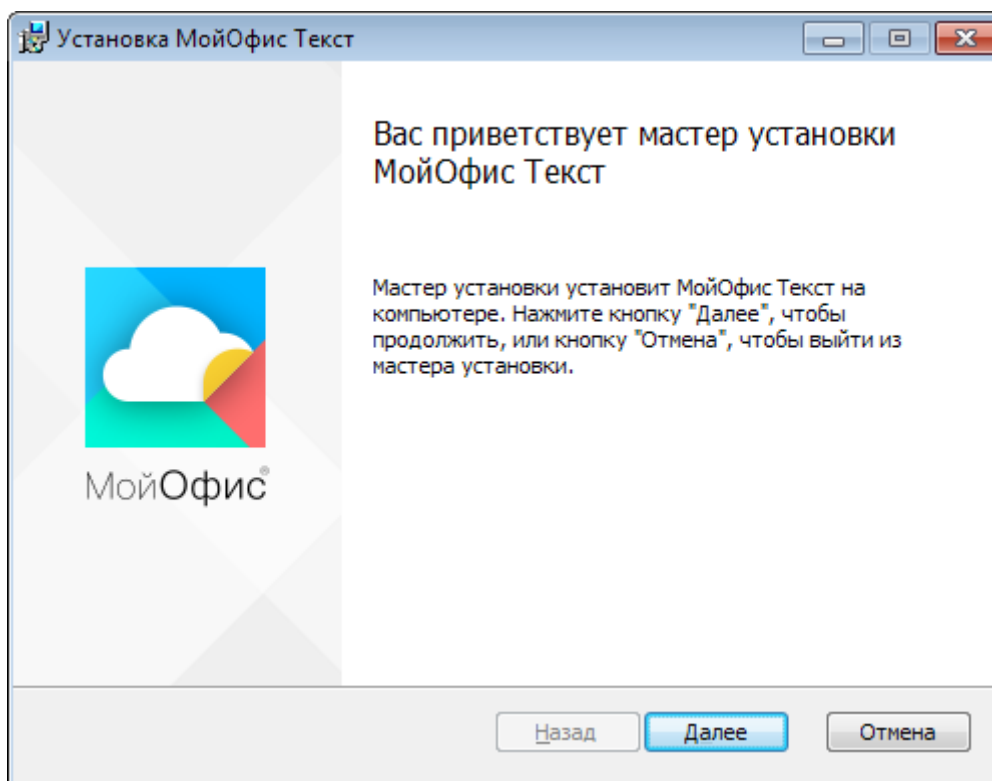 Установка МойОфис Текст
Вас приветствует мастер установки
МойОфис Текст
Мастер установки установит МойОфис Текст на
компьютере. Нажмите кнопку "Далее", чтобы
продолжить, или кнопку "Отмена", чтобы выйти из
мастера установки.
МойОфис®
Назад Далее Отмена